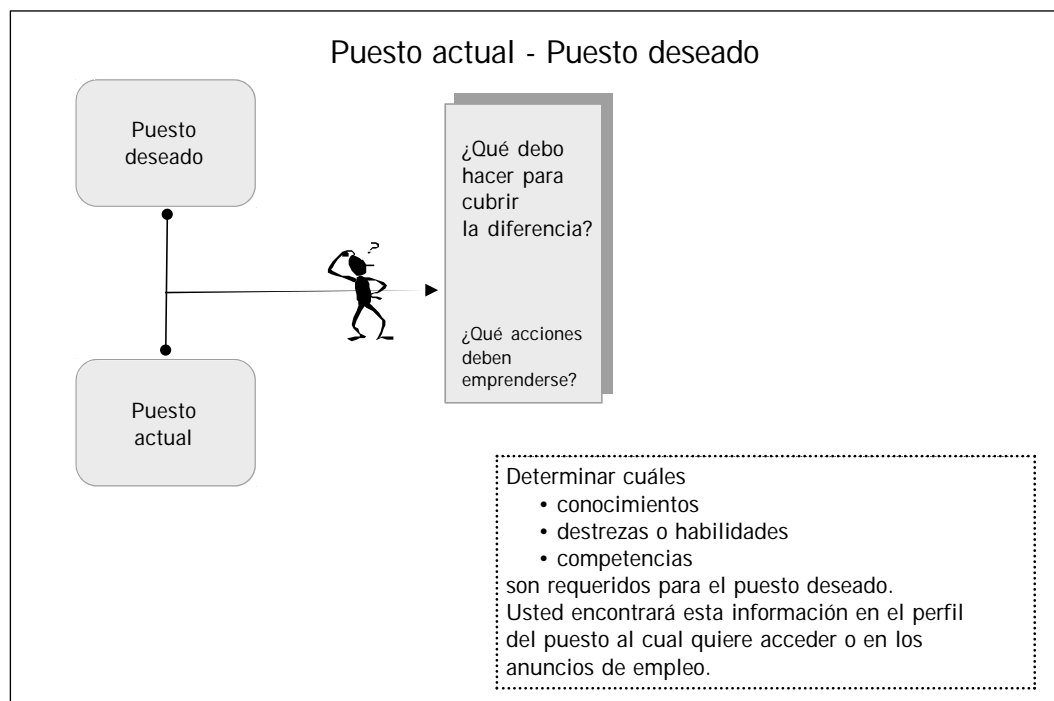 Puesto actual - Puesto deseado
Puesto
deseado
¿Qué debo
hacer para
cubrir
la diferencia?
?
¿Qué acciones
deben
emprenderse?
Puesto
actual
Determinar cuáles
• conocimientos
• destrezas o habilidades
• competencias
son requeridos para el puesto deseado.
Usted encontrará esta información en el perfil
del puesto al cual quiere acceder o en los
anuncios de empleo.